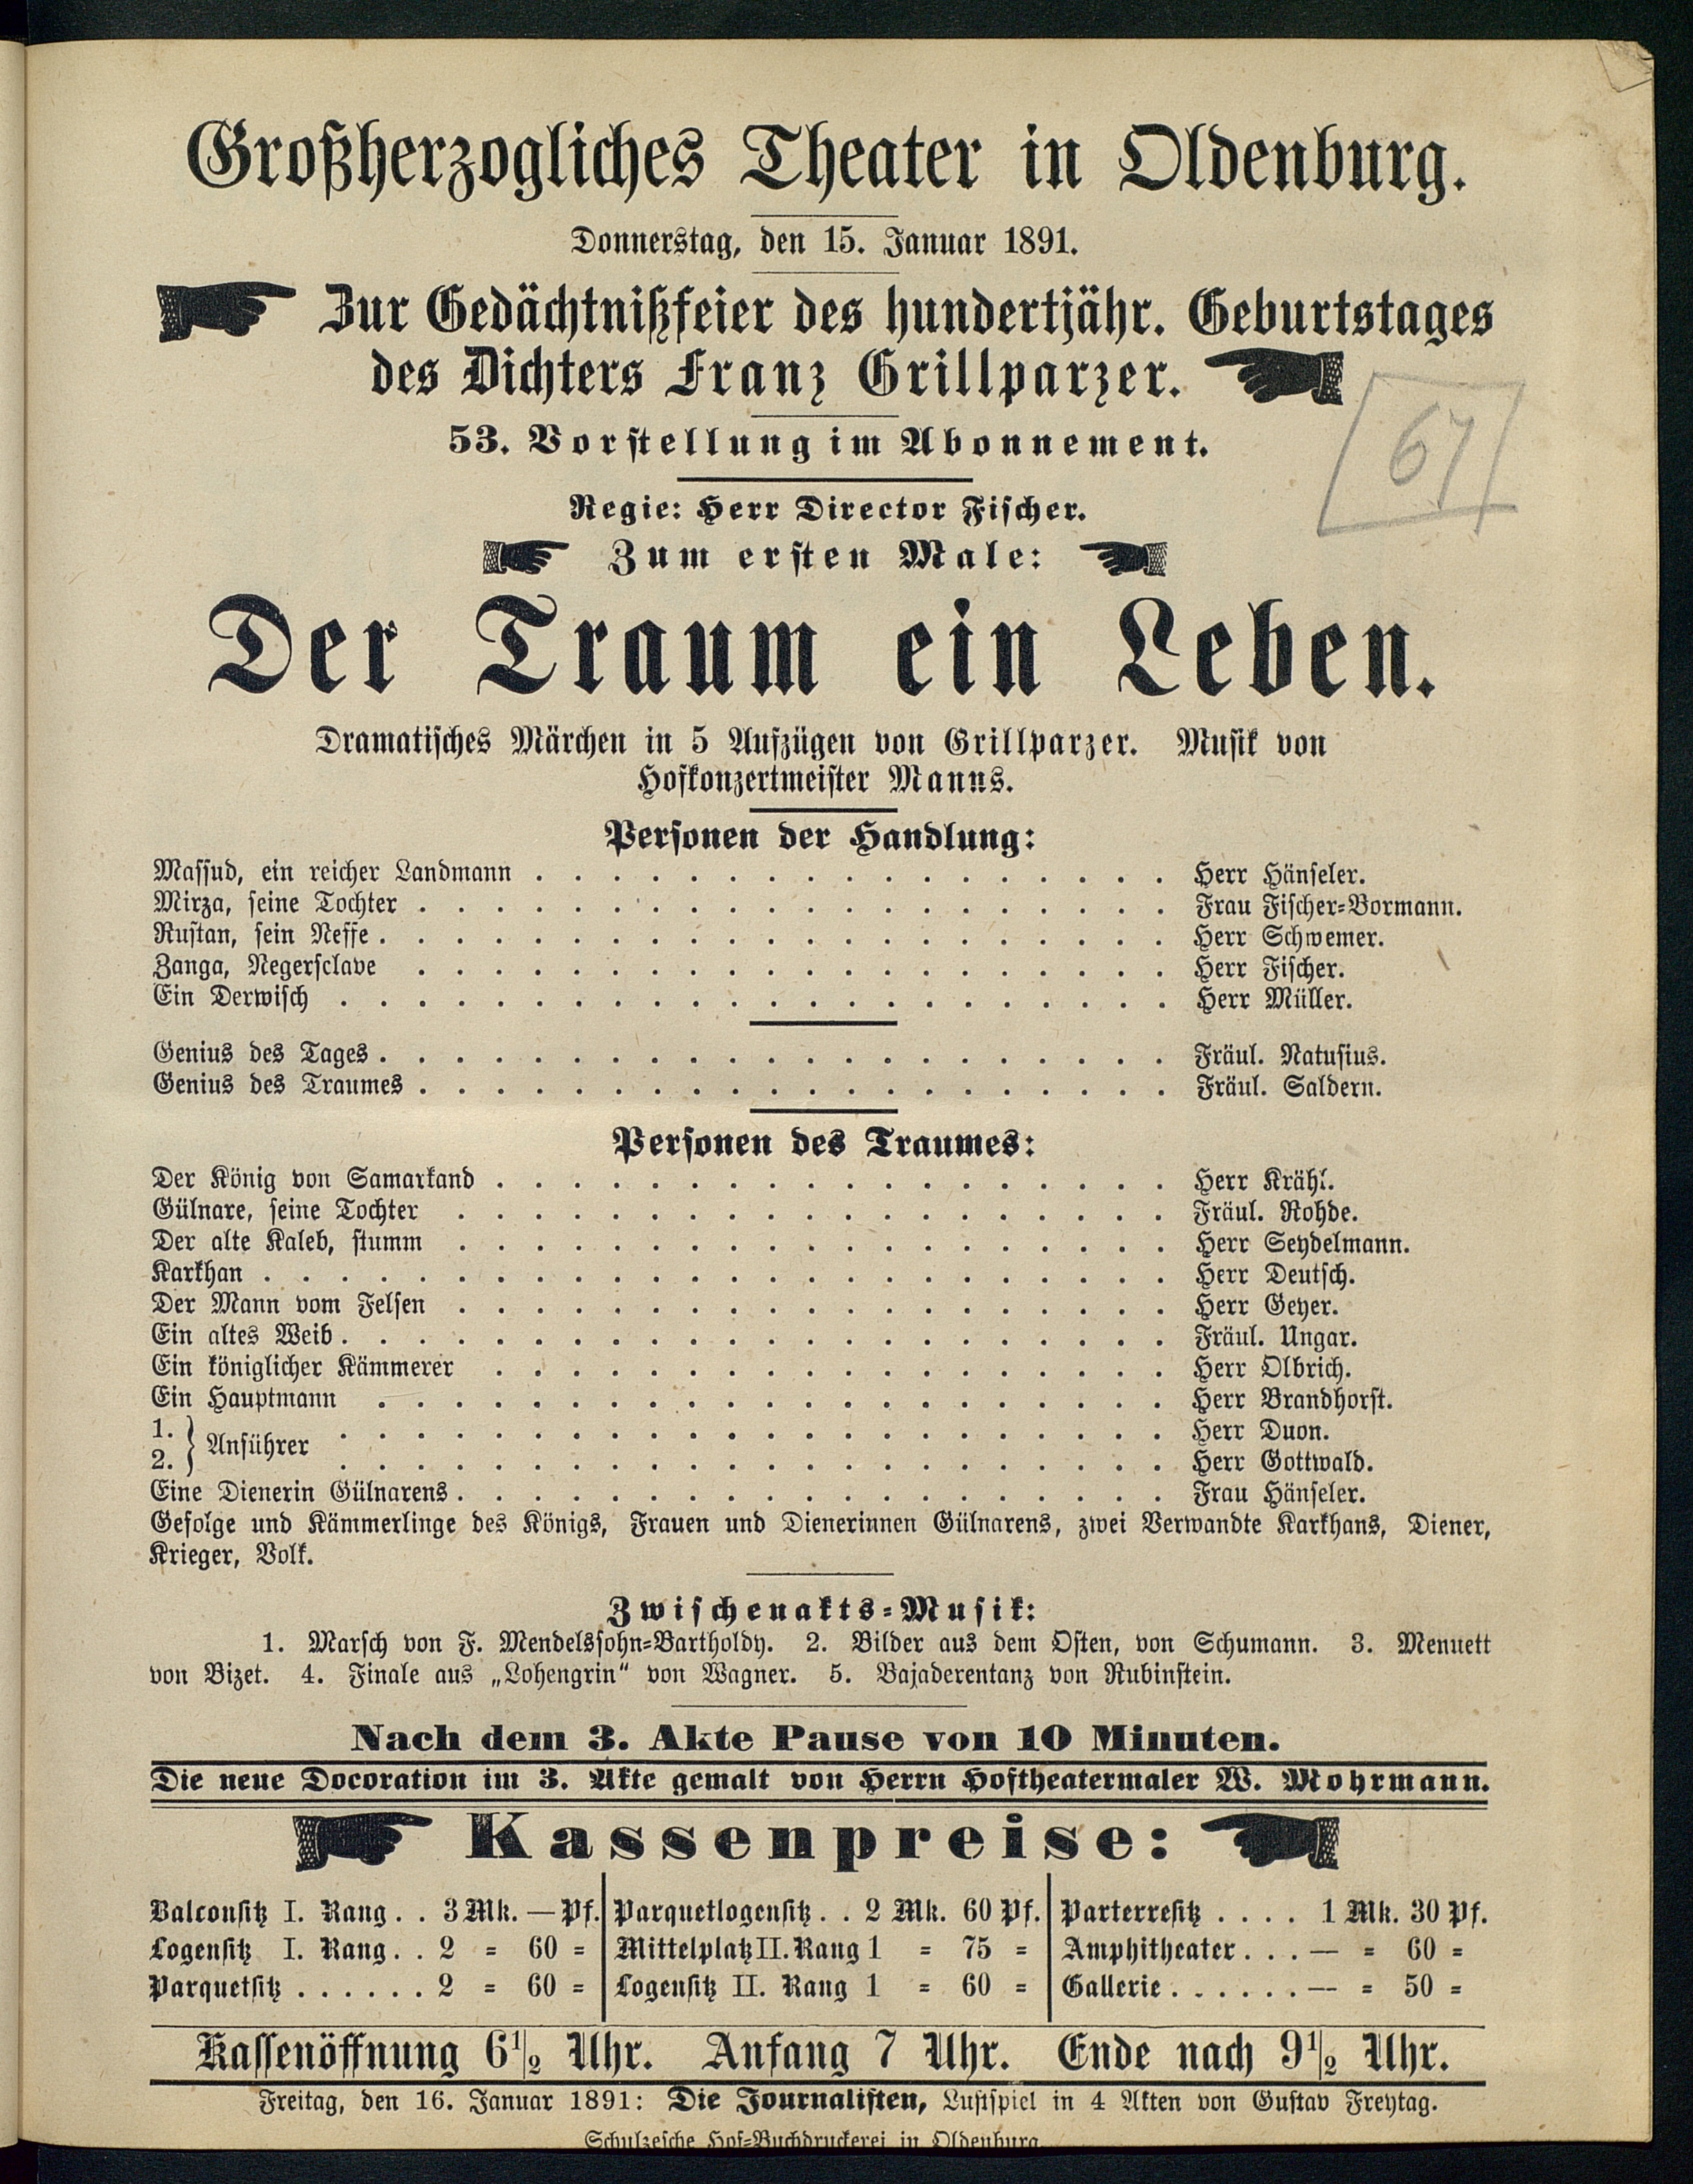 Großherzogliches Theater in Oldenburg.
Donnerstag, den 15. Januar 1891.
Zur Gedächtnißfeier des hundertjähr. Geburtstages
des Dichters Franz Grillparzer.
67
53. Vorstellung im Abonnement.
Regie: Herr Director Fischer.
Zum ersten Male:
Der Traum ein Leben.
Dramatisches Märchen in 5 Aufzügen von Grillparzer. Musik von
Hofkonzertmeister Manns.
Personen der Handlung:
Massud, ein reicher Landmann . . . . . Herr Hänseler.
Mirza, seine Tochter . . . . . Frau Fischer-Bormann.
Rustan, sein Neffe . . . . . Herr Schwemer.
Zanga, Negersclave . . . . . Herr Fischer.
Ein Derwisch . . . . . Herr Müller.
Genius des Tages . . . . . Fräul. Natusius.
Genius des Traumes . . . . . Fräul. Saldern.
Personen des Traumes:
Der König von Samarkand . . . . . Herr Krähl.
Gülnare, seine Tochter . . . . . Fräul. Rohde.
Der alte Kaleb, stumm . . . . . Herr Seydelmann.
Karkhan . . . . . Herr Deutsch.
Der Mann vom Felsen . . . . . Herr Geyer.
Ein altes Weib . . . . . Fräul. Ungar.
Ein königlicher Kämmerer . . . . . Herr Olbrich.
Ein Hauptmann . . . . . Herr Brandhorst.
1. } Anführer . . . . . Herr Duon.
2. } . . . . . Herr Gottwald.
Eine Dienerin Gülnarens . . . . . Frau Hänseler.
Gefolge und Kämmerlinge des Königs, Frauen und Dienerinnen Gülnarens, zwei Verwandte Karkhans, Diener,
Krieger, Volk.
Zwischenakts-Musik:
1. Marsch von F. Mendelssohn-Bartholdy. 2. Bilder aus dem Osten, von Schumann. 3. Menuett
von Bizet. 4. Finale aus „Lohengrin“ von Wagner. 5. Bajaderentanz von Rubinstein.
Nach dem 3. Akte Pause von 10 Minuten.
Die neue Docoration im 3. Akte gemalt von Herrn Hoftheatermaler W. Mohrmann.
Kassenpreise:
Balconsitz I. Rang . . 3 Mk. — Pf. Parquetlogensitz . . 2 Mk. 60 Pf. Parterresitz . . . . 1 Mk. 30 Pf.
Logensitz I. Rang . . 2 = 60 = Mittelplatz II. Rang 1 = 75 = Amphitheater . . . — = 60 =
Parquetsitz . . . . . . 2 = 60 = Logensitz II. Rang 1 = 60 = Gallerie . . . . . . — = 50 =
Kassenöffnung 6½ Uhr. Anfang 7 Uhr. Ende nach 9½ Uhr.
Freitag, den 16. Januar 1891: Die Journalisten, Lustspiel in 4 Akten von Gustav Freytag.
Schulzesche Hof-Buchdruckerei in Oldenburg.